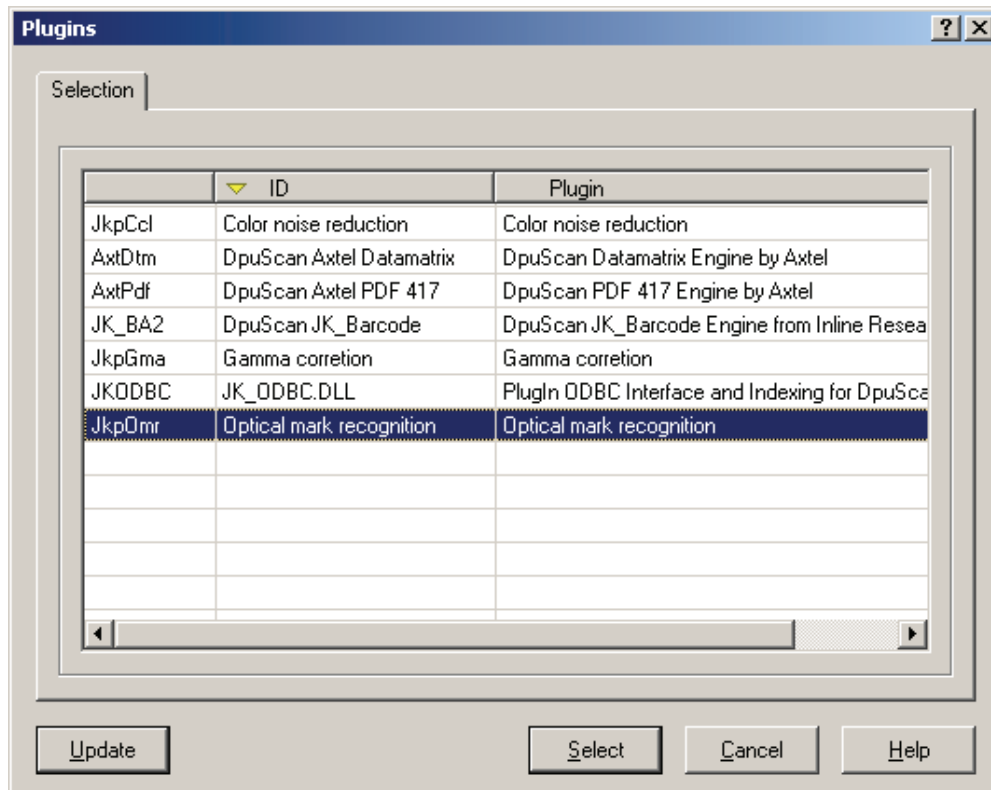 Plugins
Selection
ID Plugin
JkpCcl Color noise reduction Color noise reduction
AxtDtm DpuScan Axtel Datamatrix DpuScan Datamatrix Engine by Axtel
AxtPdf DpuScan Axtel PDF 417 DpuScan PDF 417 Engine by Axtel
JK_BA2 DpuScan JK_Barcode DpuScan JK_Barcode Engine from Inline Resea
JkpGma Gamma corretion Gamma corretion
JKODBC JK_ODBC.DLL PlugIn ODBC Interface and Indexing for DpuSca
JkpOmr Optical mark recognition Optical mark recognition
Update Select Cancel Help